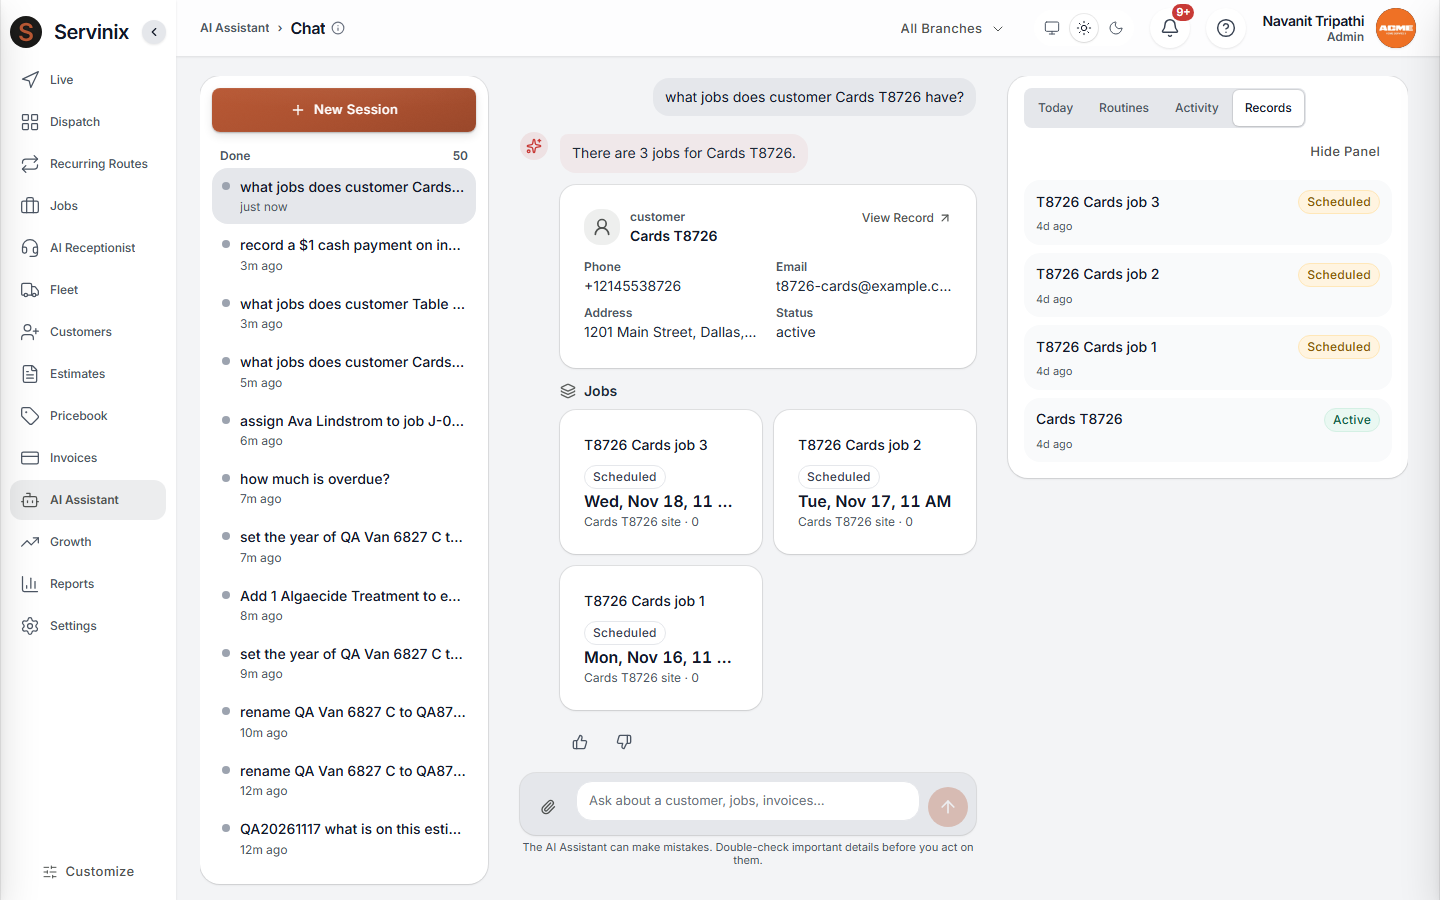 S
Servinix
Live
Dispatch
Recurring Routes
Jobs
AI Receptionist
Fleet
Customers
Estimates
Pricebook
Invoices
AI Assistant
Growth
Reports
Settings
Customize
AI Assistant › Chat
All Branches
9+
Navanit Tripathi
Admin
ACME
+ New Session
Done 50
what jobs does customer Cards...
just now
record a $1 cash payment on in...
3m ago
what jobs does customer Table ...
3m ago
what jobs does customer Cards...
5m ago
assign Ava Lindstrom to job J-0...
6m ago
how much is overdue?
7m ago
set the year of QA Van 6827 C t...
7m ago
Add 1 Algaecide Treatment to e...
8m ago
set the year of QA Van 6827 C t...
9m ago
rename QA Van 6827 C to QA87...
10m ago
rename QA Van 6827 C to QA87...
12m ago
QA20261117 what is on this esti...
12m ago
what jobs does customer Cards T8726 have?
There are 3 jobs for Cards T8726.
customer
Cards T8726
View Record
Phone
+12145538726
Email
t8726-cards@example.c...
Address
1201 Main Street, Dallas,...
Status
active
Jobs
T8726 Cards job 3
Scheduled
Wed, Nov 18, 11 ...
Cards T8726 site · 0
T8726 Cards job 2
Scheduled
Tue, Nov 17, 11 AM
Cards T8726 site · 0
T8726 Cards job 1
Scheduled
Mon, Nov 16, 11 ...
Cards T8726 site · 0
Ask about a customer, jobs, invoices...
The AI Assistant can make mistakes. Double-check important details before you act on
them.
Today Routines Activity Records
Hide Panel
T8726 Cards job 3 Scheduled
4d ago
T8726 Cards job 2 Scheduled
4d ago
T8726 Cards job 1 Scheduled
4d ago
Cards T8726 Active
4d ago